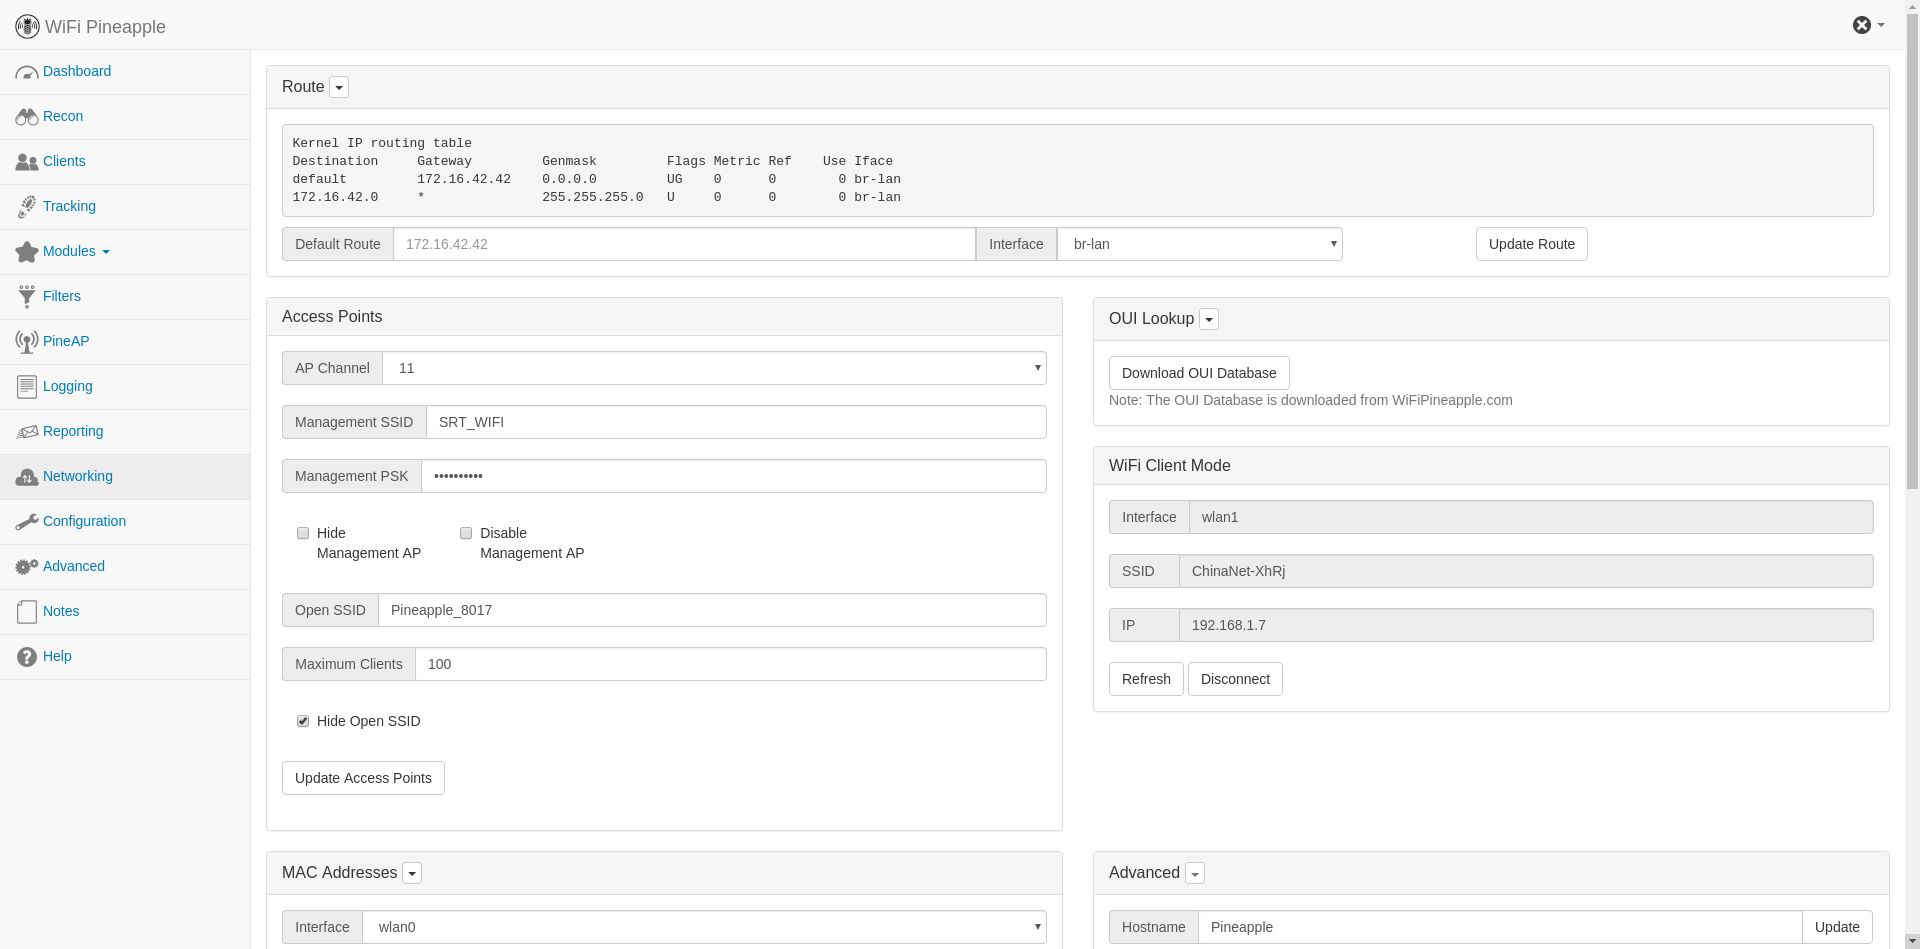 WiFi Pineapple
Dashboard
Recon
Clients
Tracking
Modules
Filters
PineAP
Logging
Reporting
Networking
Configuration
Advanced
Notes
Help
Route
Kernel IP routing table
Destination     Gateway         Genmask         Flags Metric Ref    Use Iface
default         172.16.42.42    0.0.0.0         UG    0      0        0 br-lan
172.16.42.0     *               255.255.255.0   U     0      0        0 br-lan
Default Route 172.16.42.42 Interface br-lan Update Route
Access Points
AP Channel 11
Management SSID SRT_WIFI
Management PSK ••••••••••
Hide Management AP
Disable Management AP
Open SSID Pineapple_8017
Maximum Clients 100
Hide Open SSID
Update Access Points
OUI Lookup
Download OUI Database
Note: The OUI Database is downloaded from WiFiPineapple.com
WiFi Client Mode
Interface wlan1
SSID ChinaNet-XhRj
IP 192.168.1.7
Refresh Disconnect
MAC Addresses
Interface wlan0
Advanced
Hostname Pineapple Update